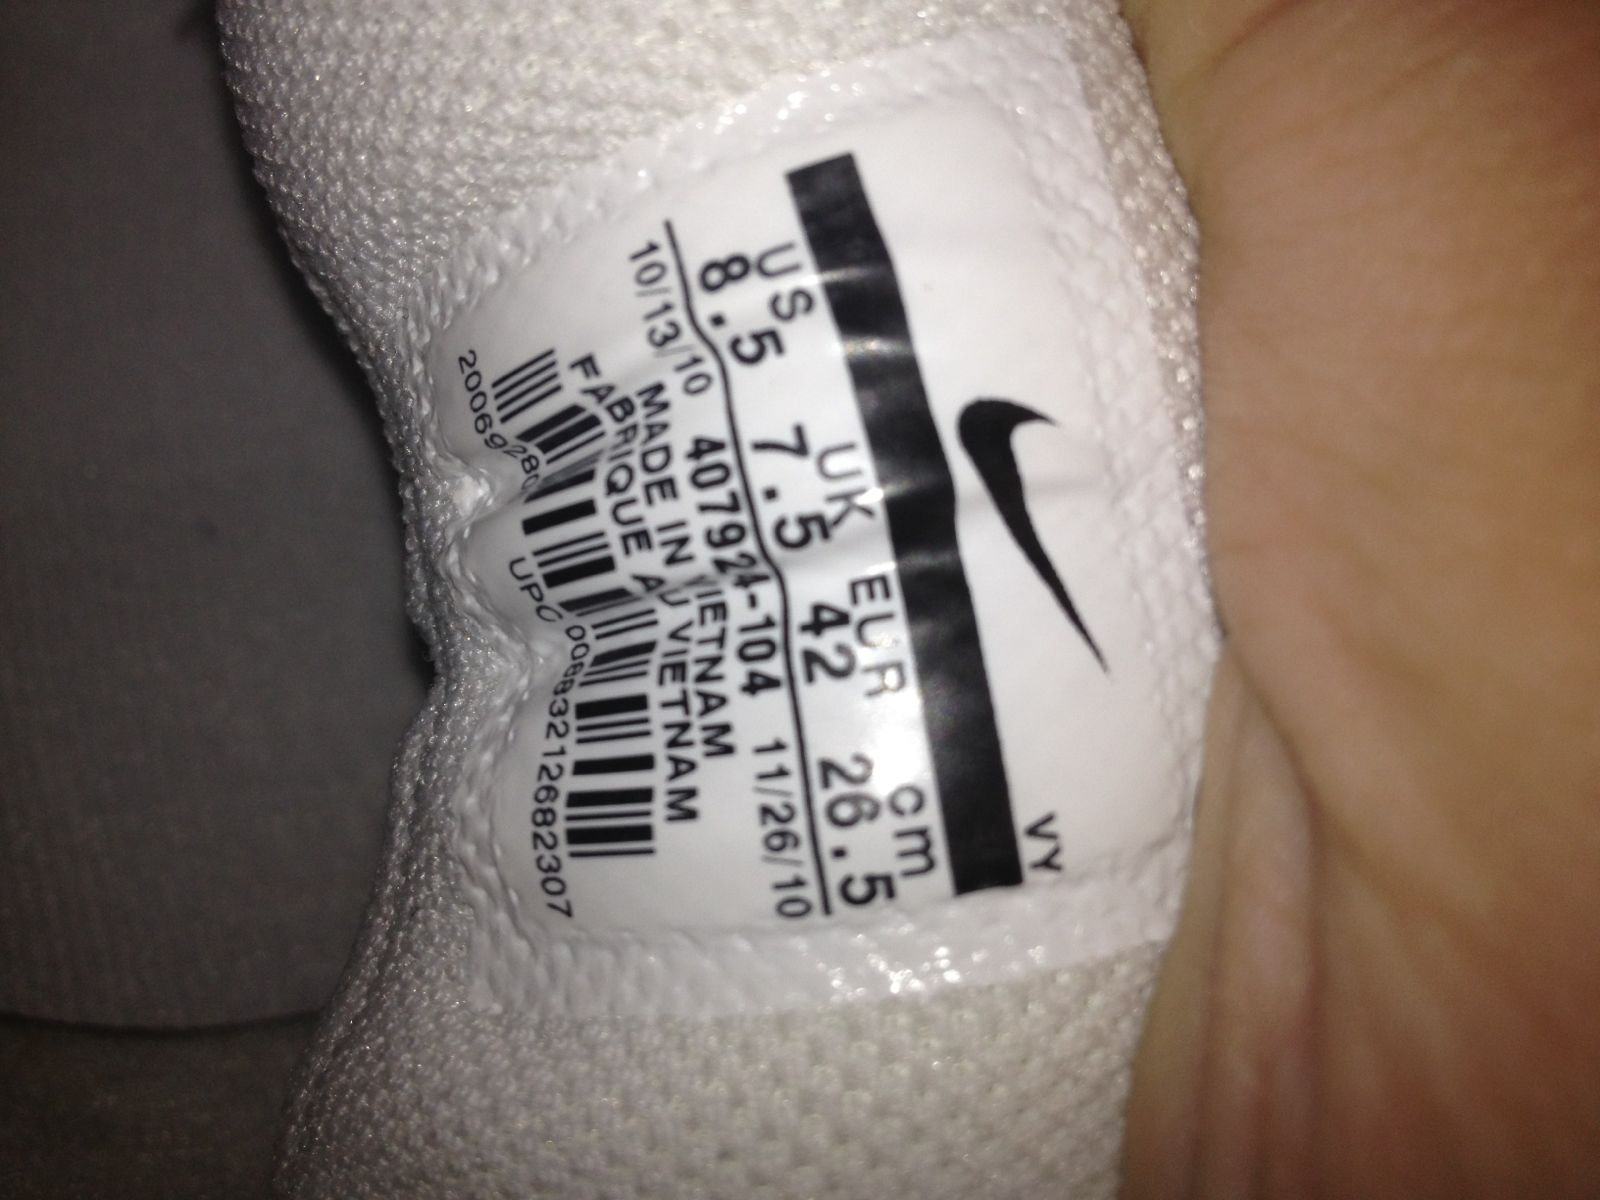 VY
US UK EUR cm
8.5 7.5 42 26.5
10/13/10 407924-104 11/26/10
MADE IN VIETNAM
FABRIQUE AU VIETNAM
UPC 00883212682307